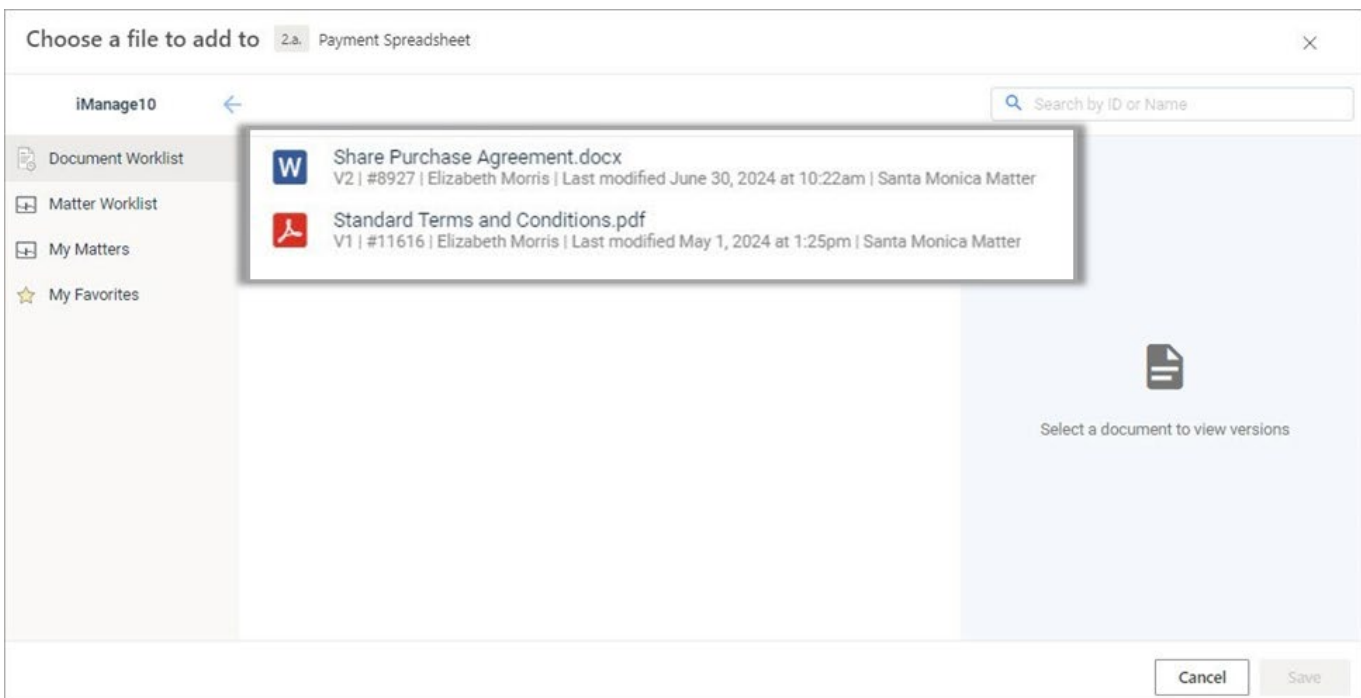 Choose a file to add to 2.a. Payment Spreadsheet
iManage10
Search by ID or Name
Document Worklist
Matter Worklist
My Matters
My Favorites
Share Purchase Agreement.docx
V2 | #8927 | Elizabeth Morris | Last modified June 30, 2024 at 10:22am | Santa Monica Matter
Standard Terms and Conditions.pdf
V1 | #11616 | Elizabeth Morris | Last modified May 1, 2024 at 1:25pm | Santa Monica Matter
Select a document to view versions
Cancel Save